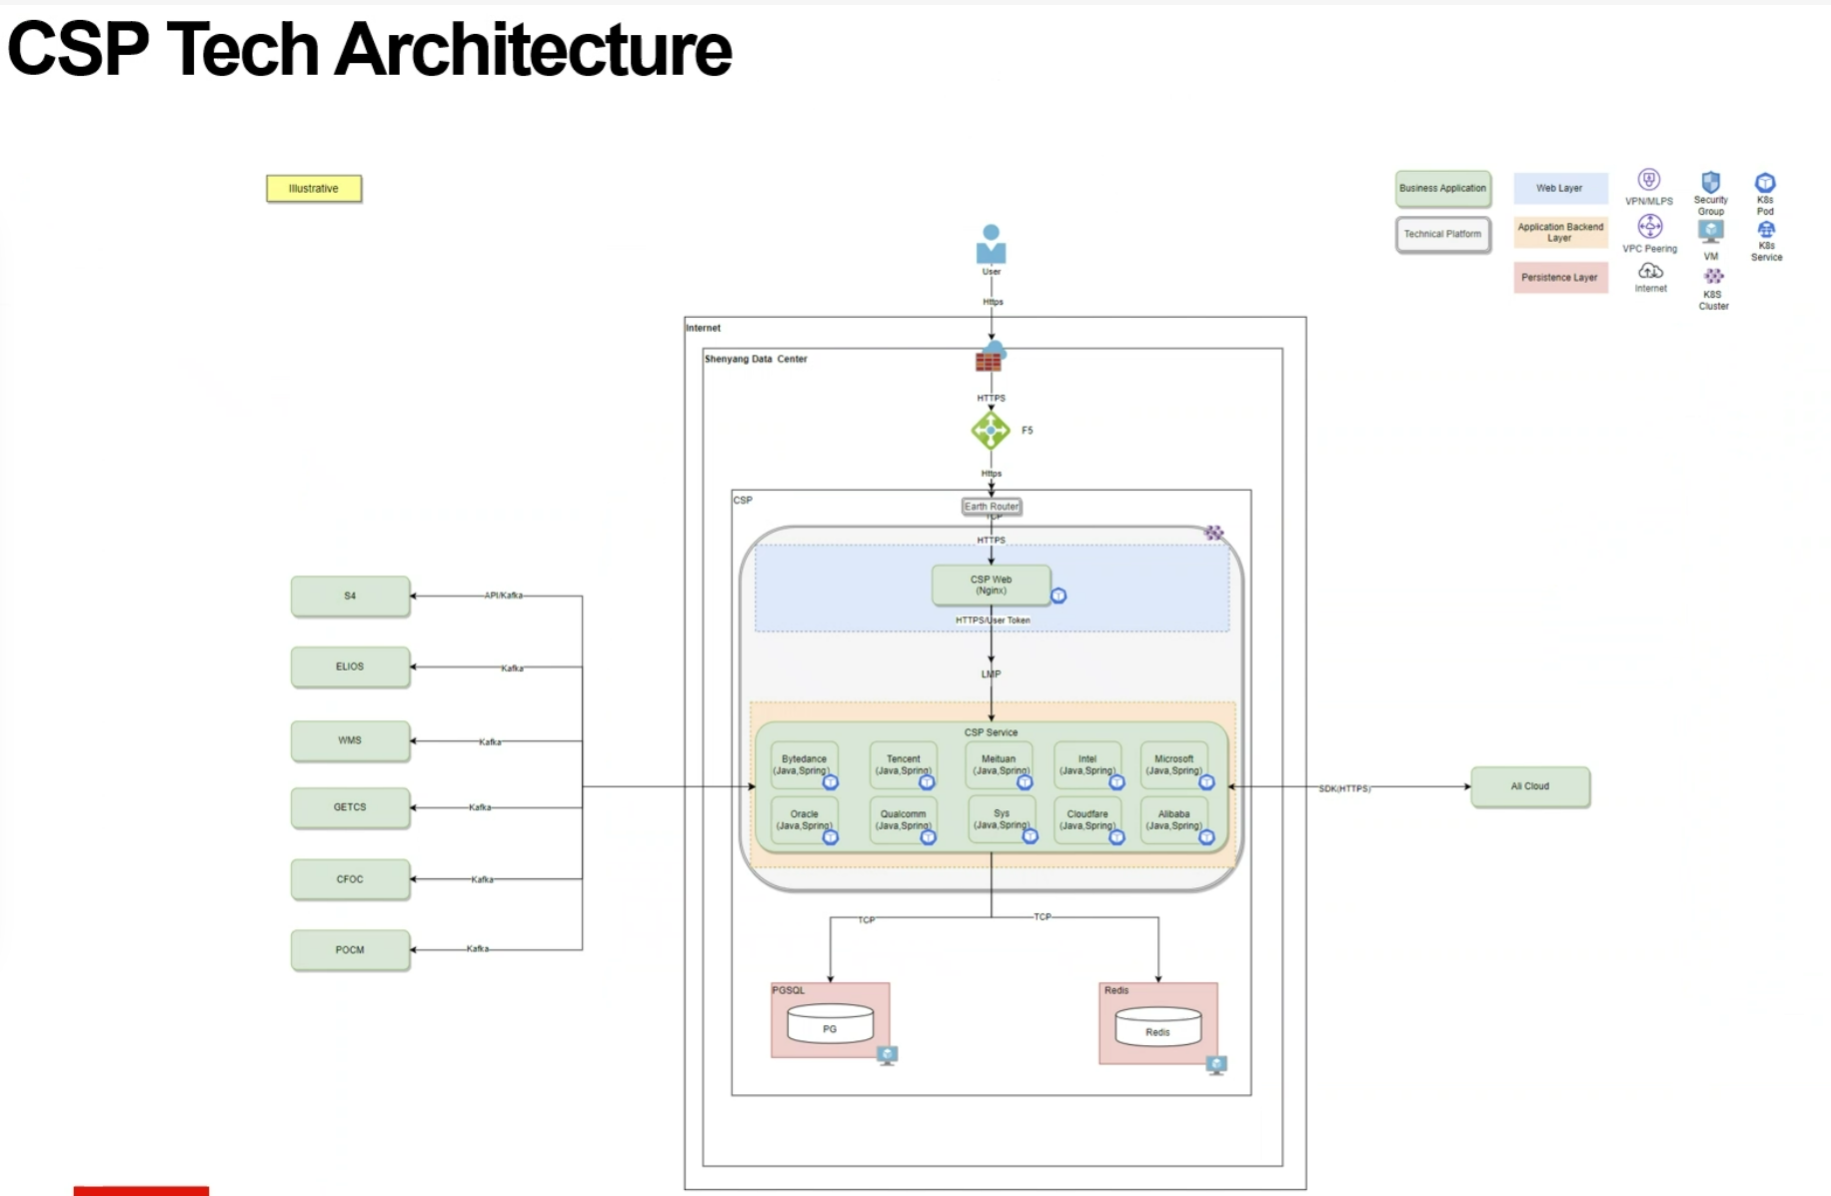 CSP Tech Architecture
Illustrative
Business Application
Technical Platform
Web Layer
Application Backend
Layer
Persistence Layer
VPN/MLPS
VPC Peering
Internet
Security
Group
VM
K8S
Cluster
K8s
Pod
K8s
Service
User
Https
Internet
Shenyang Data Center
HTTPS
F5
Https
CSP
Earth Router
TCP
HTTPS
CSP Web
(Nginx)
HTTPS/User Token
LMP
CSP Service
Bytedance
(Java,Spring)
Tencent
(Java,Spring)
Meituan
(Java,Spring)
Intel
(Java,Spring)
Microsoft
(Java,Spring)
Oracle
(Java,Spring)
Qualcomm
(Java,Spring)
Sys
(Java,Spring)
Cloudfare
(Java,Spring)
Alibaba
(Java,Spring)
S4
API/Kafka
ELIOS
Kafka
WMS
Kafka
GETCS
Kafka
CFOC
Kafka
POCM
Kafka
SDK(HTTPS)
Ali Cloud
TCP
TCP
PGSQL
PG
Redis
Redis